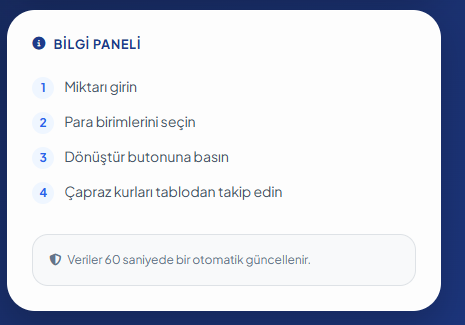 BİLGİ PANELİ
1 Miktarı girin
2 Para birimlerini seçin
3 Dönüştür butonuna basın
4 Çapraz kurları tablodan takip edin
Veriler 60 saniyede bir otomatik güncellenir.